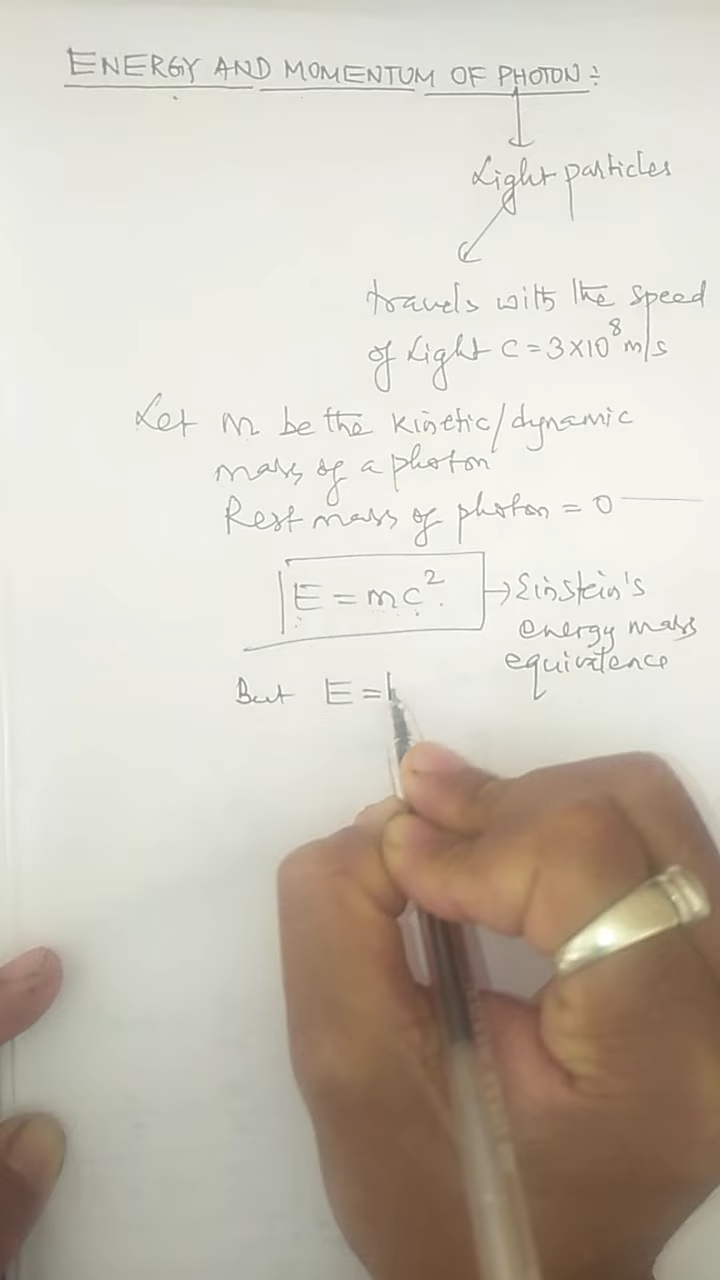 ENERGY AND MOMENTUM OF PHOTON :
Light particles
travels with the speed
of Light C = 3×10⁸ m/s
Let m be the kinetic/dynamic
mass of a photon
Rest mass of photon = 0
E = mc²
Einstein's
energy mass
equivalence
But E =